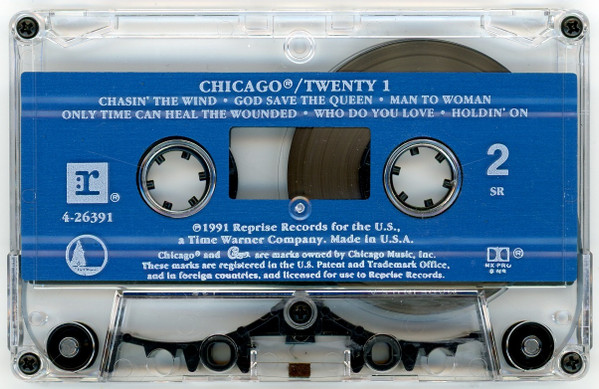 CHICAGO®/TWENTY 1
CHASIN' THE WIND • GOD SAVE THE QUEEN • MAN TO WOMAN
ONLY TIME CAN HEAL THE WOUNDED • WHO DO YOU LOVE • HOLDIN' ON
2
SR
r®
4-26391
℗1991 Reprise Records for the U.S.,
a Time Warner Company. Made in U.S.A.
Chicago® and are marks owned by Chicago Music, Inc.
These marks are registered in the U.S. Patent and Trademark Office,
and in foreign countries, and licensed for use to Reprise Records.
HX PRO